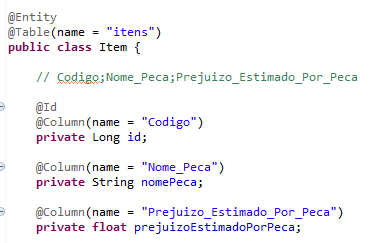 @Entity
@Table(name = "itens")
public class Item {
// Codigo;Nome_Peca;Prejuizo_Estimado_Por_Peca
@Id
@Column(name = "Codigo")
private Long id;
@Column(name = "Nome_Peca")
private String nomePeca;
@Column(name = "Prejuizo_Estimado_Por_Peca")
private float prejuizoEstimadoPorPeca;